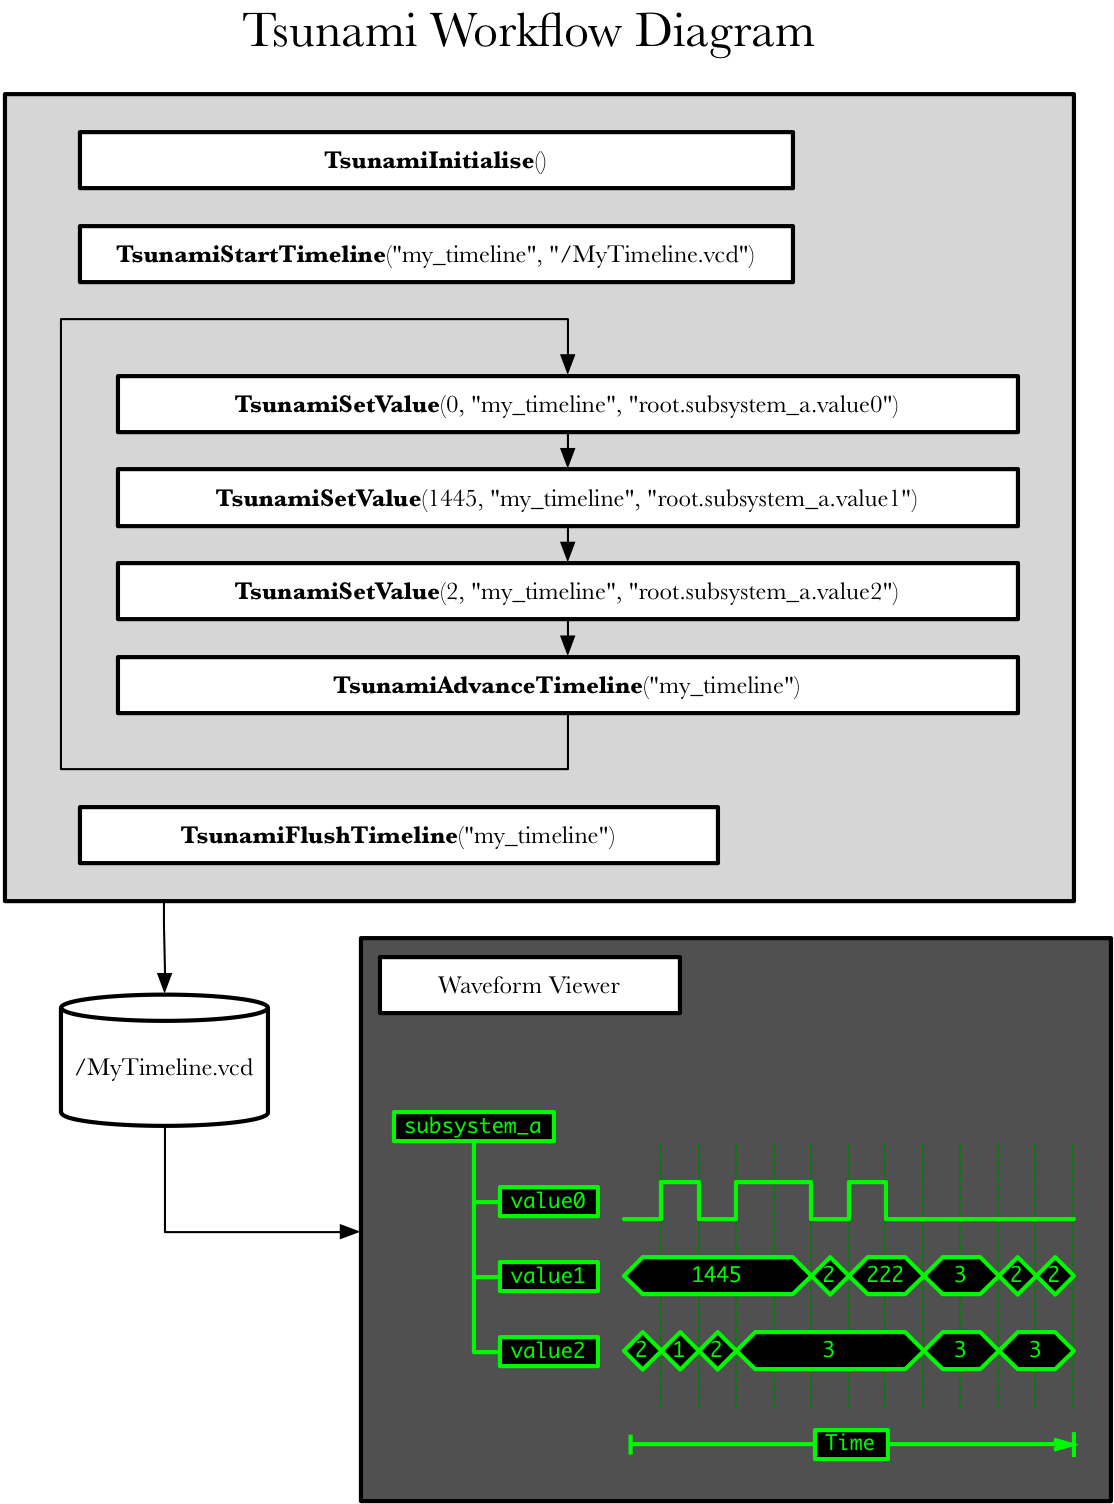 Tsunami Workflow Diagram
TsunamiInitialise()
TsunamiStartTimeline("my_timeline", "/MyTimeline.vcd")
TsunamiSetValue(0, "my_timeline", "root.subsystem_a.value0")
TsunamiSetValue(1445, "my_timeline", "root.subsystem_a.value1")
TsunamiSetValue(2, "my_timeline", "root.subsystem_a.value2")
TsunamiAdvanceTimeline("my_timeline")
TsunamiFlushTimeline("my_timeline")
/MyTimeline.vcd
Waveform Viewer
subsystem_a
value0
value1 1445 2 222 3 2 2
value2 2 1 2 3 3 3
Time